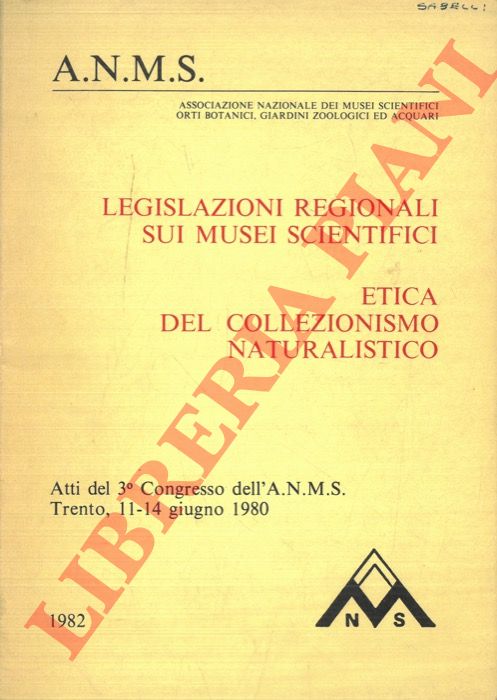 SABELLI
A.N.M.S.
ASSOCIAZIONE NAZIONALE DEI MUSEI SCIENTIFICI
ORTI BOTANICI, GIARDINI ZOOLOGICI ED ACQUARI
LEGISLAZIONI REGIONALI
SUI MUSEI SCIENTIFICI
ETICA
DEL COLLEZIONISMO
NATURALISTICO
LIBRERIA PIANI
Atti del 3º Congresso dell'A.N.M.S.
Trento, 11-14 giugno 1980
1982
N S